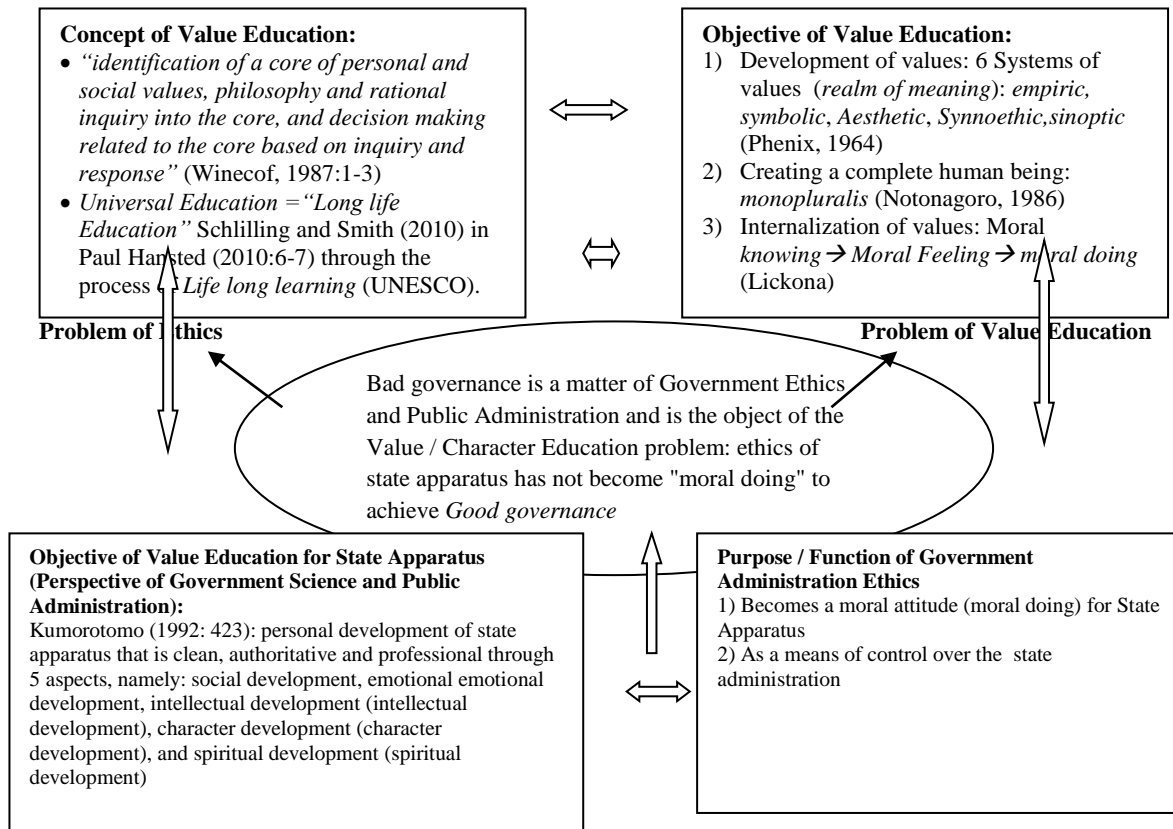 Concept of Value Education:
• “identification of a core of personal and
social values, philosophy and rational
inquiry into the core, and decision making
related to the core based on inquiry and
response” (Winecof, 1987:1-3)
• Universal Education =“Long life
Education” Schlilling and Smith (2010) in
Paul Hansted (2010:6-7) through the
process of Life long learning (UNESCO).
Objective of Value Education:
1) Development of values: 6 Systems of
values (realm of meaning): empiric,
symbolic, Aesthetic, Synnoethic,sinoptic
(Phenix, 1964)
2) Creating a complete human being:
monopluralis (Notonagoro, 1986)
3) Internalization of values: Moral
knowing → Moral Feeling → moral doing
(Lickona)
Problem of Ethics
Problem of Value Education
Bad governance is a matter of Government Ethics
and Public Administration and is the object of the
Value / Character Education problem: ethics of
state apparatus has not become "moral doing" to
achieve Good governance
Objective of Value Education for State Apparatus
(Perspective of Government Science and Public
Administration):
Kumorotomo (1992: 423): personal development of state
apparatus that is clean, authoritative and professional through
5 aspects, namely: social development, emotional emotional
development, intellectual development (intellectual
development), character development (character
development), and spiritual development (spiritual
development)
Purpose / Function of Government
Administration Ethics
1) Becomes a moral attitude (moral doing) for State
Apparatus
2) As a means of control over the state
administration